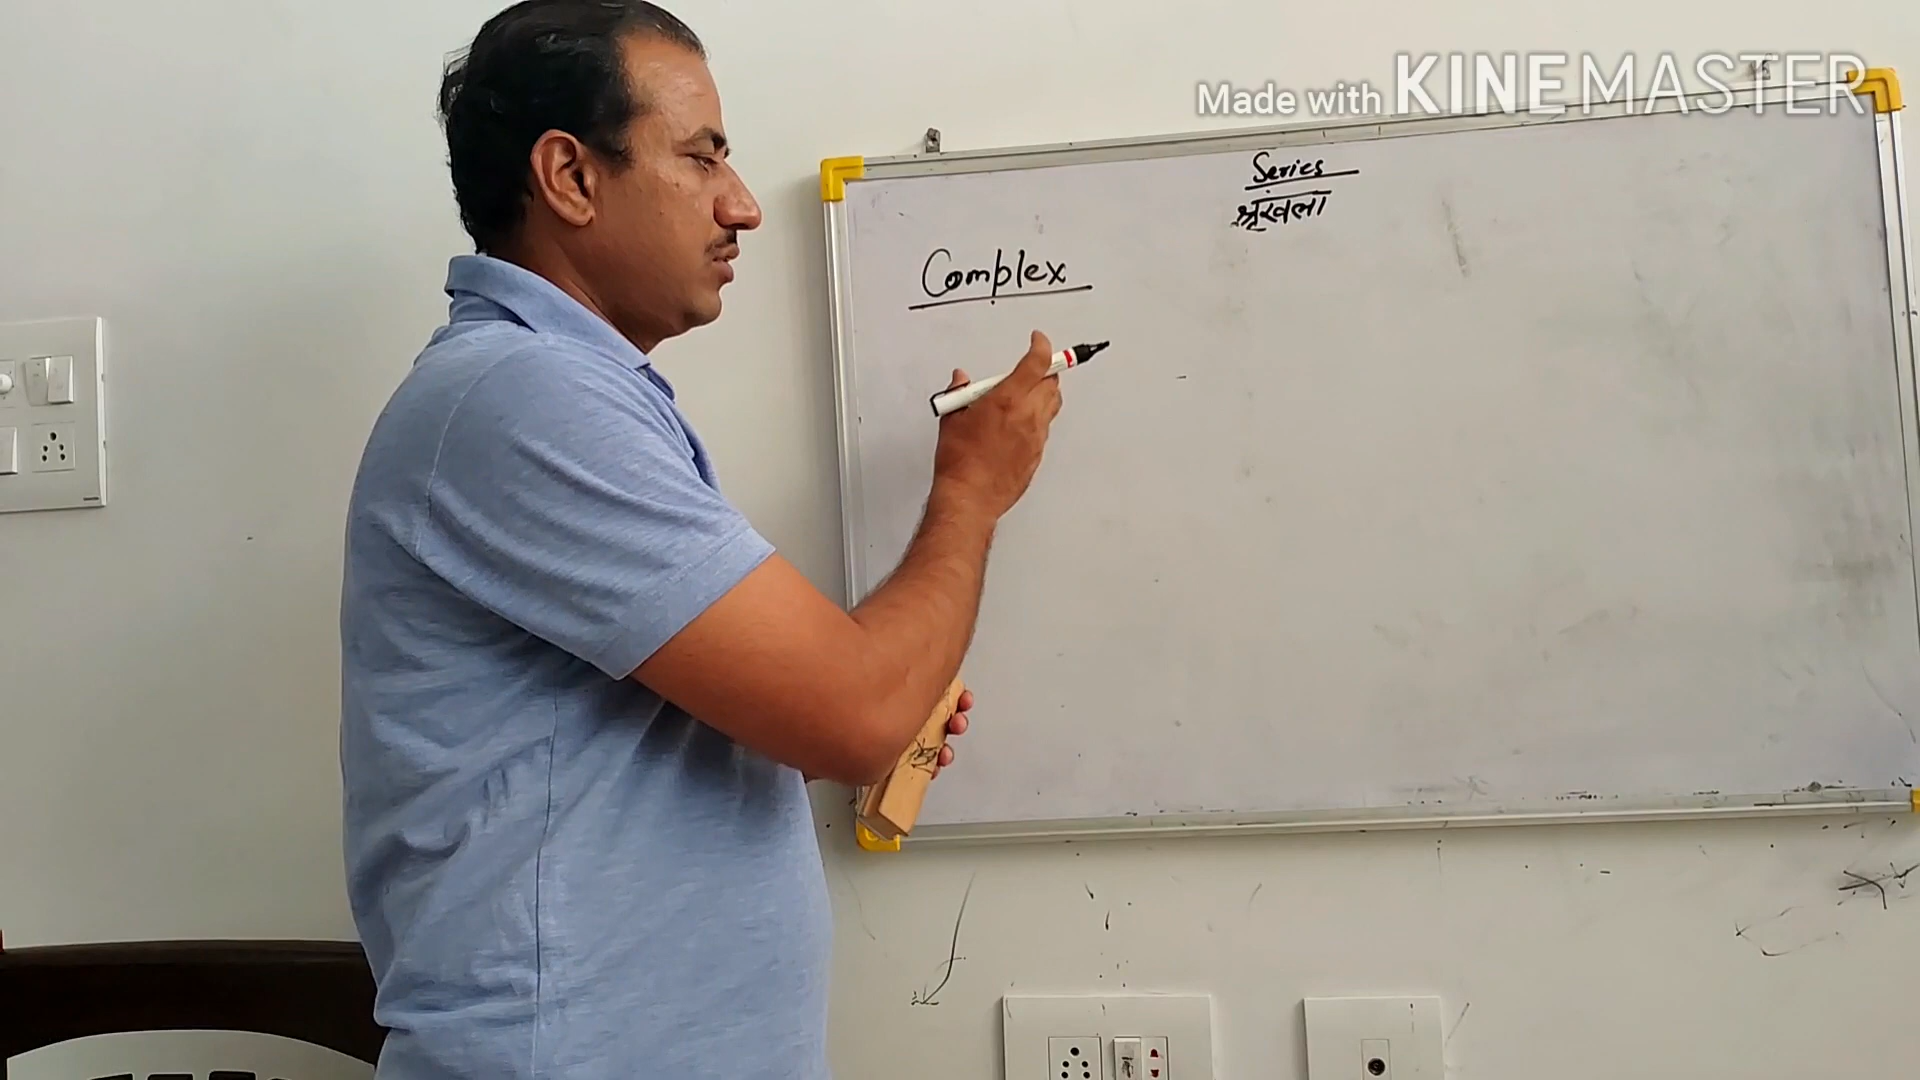 Made with KINEMASTER
Series
श्रृखला
Complex